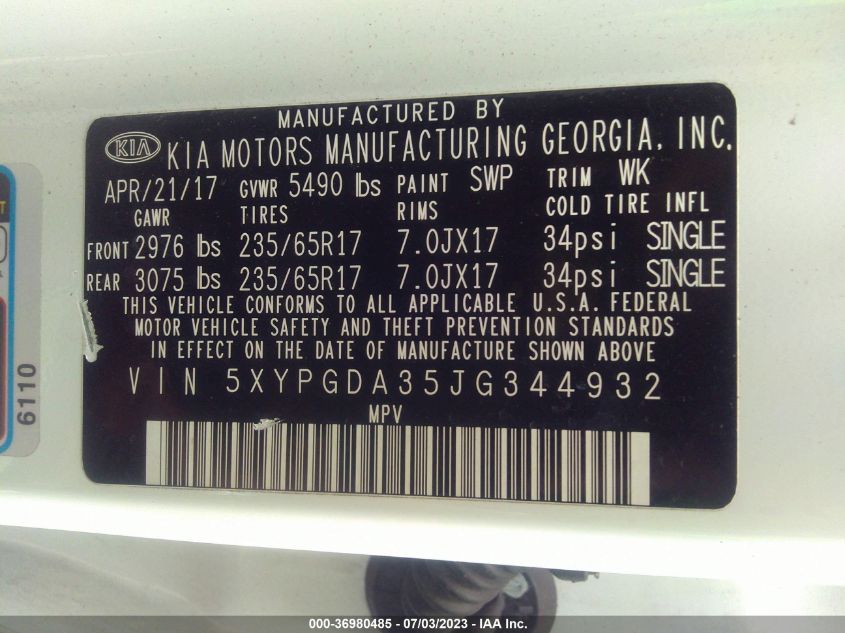 MANUFACTURED BY
KIA KIA MOTORS MANUFACTURING GEORGIA, INC.
APR/21/17 GVWR 5490 lbs PAINT SWP TRIM WK
GAWR TIRES RIMS COLD TIRE INFL
FRONT 2976 lbs 235/65R17 7.0JX17 34psi SINGLE
REAR 3075 lbs 235/65R17 7.0JX17 34psi SINGLE
THIS VEHICLE CONFORMS TO ALL APPLICABLE U.S.A. FEDERAL
MOTOR VEHICLE SAFETY AND THEFT PREVENTION STANDARDS
IN EFFECT ON THE DATE OF MANUFACTURE SHOWN ABOVE
VIN 5XYPGDA35JG344932
MPV
6110
000-36980485 - 07/03/2023 - IAA Inc.